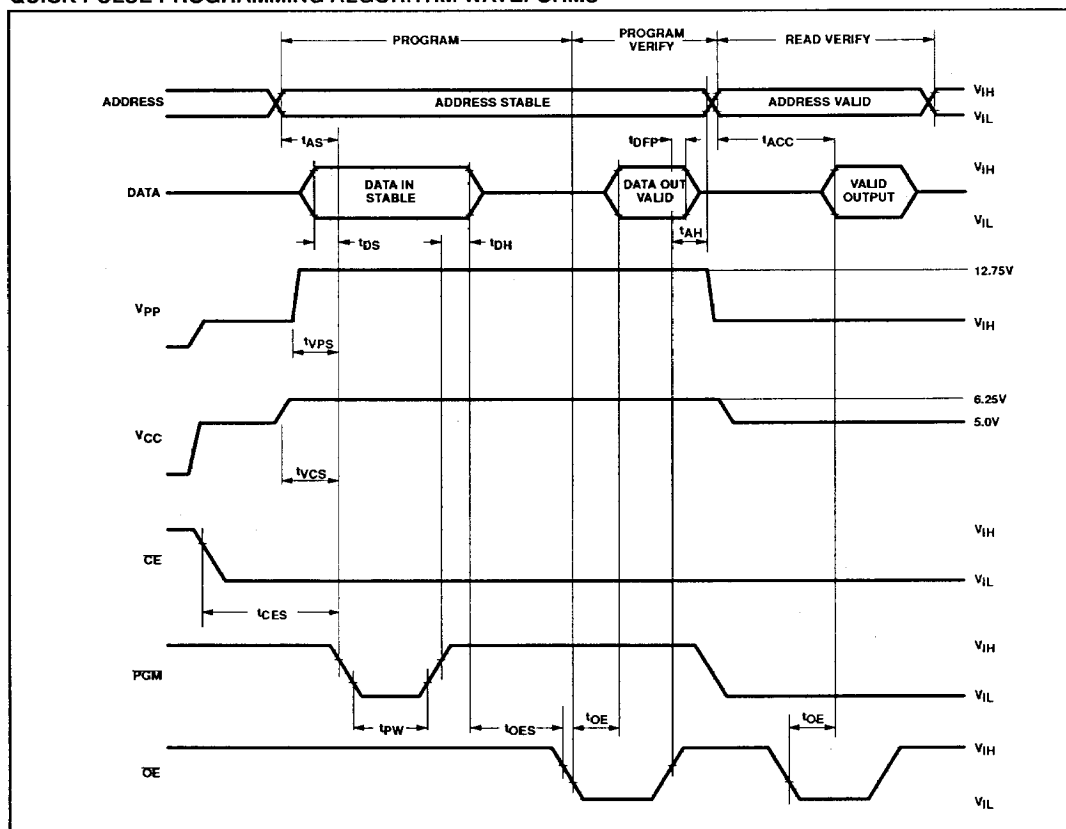 QUICK PULSE PROGRAMMING ALGORITHM WAVEFORMS
PROGRAM
PROGRAM
VERIFY
READ VERIFY
ADDRESS
ADDRESS STABLE
ADDRESS VALID
VIH
VIL
tAS
tDFP
tACC
DATA
DATA IN
STABLE
DATA OUT
VALID
VALID
OUTPUT
VIH
VIL
tDS
tDH
tAH
VPP
12.75V
VIH
tVPS
VCC
6.25V
5.0V
tVCS
CE
VIH
VIL
tCES
PGM
VIH
VIL
tPW
tOES
tOE
tOE
OE
VIH
VIL